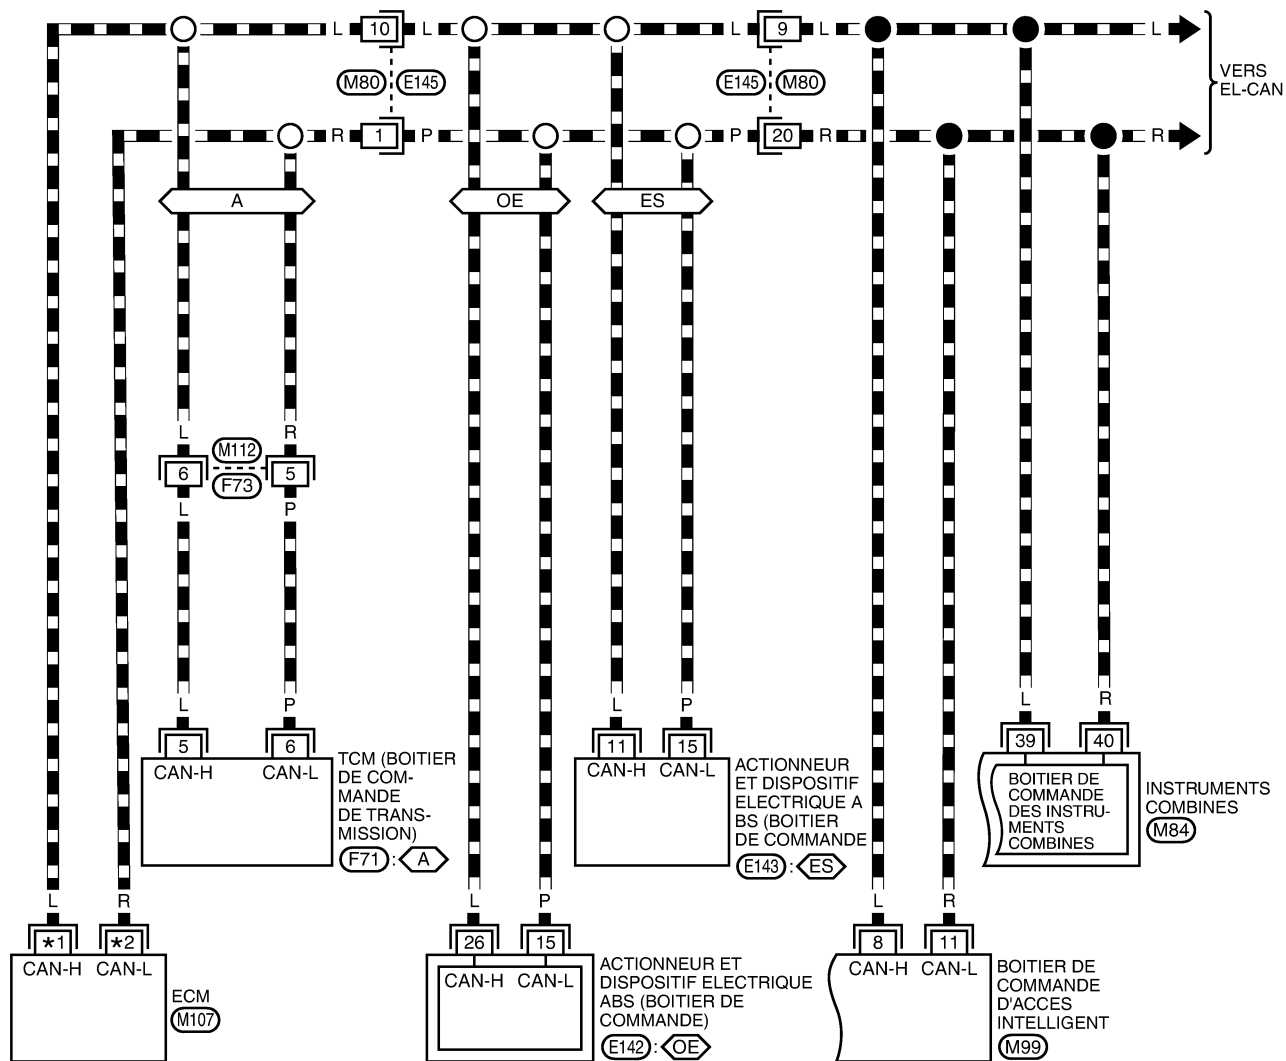 L 10 L L 9 L L
M80 E145 E145 M80
VERS
EL-CAN
R 1 P P 20 R R
A OE ES
L R
M112
6 5
F73
L P
L P L P L R
5 6 11 15 39 40
CAN-H CAN-L
TCM (BOITIER
DE COM-
MANDE
DE TRANS-
MISSION)
F71 : A
CAN-H CAN-L
ACTIONNEUR
ET DISPOSITIF
ELECTRIQUE A
BS (BOITIER
DE COMMANDE
E143 : ES
BOITIER DE
COMMANDE
DES INSTRU-
MENTS
COMBINES
INSTRUMENTS
COMBINES
M84
L R L P L R
*1 *2 26 15 8 11
CAN-H CAN-L
ECM
M107
CAN-H CAN-L
ACTIONNEUR ET
DISPOSITIF ELECTRIQUE
ABS (BOITIER DE
COMMANDE)
E142 : OE
CAN-H CAN-L
BOITIER DE
COMMANDE
D'ACCES
INTELLIGENT
M99